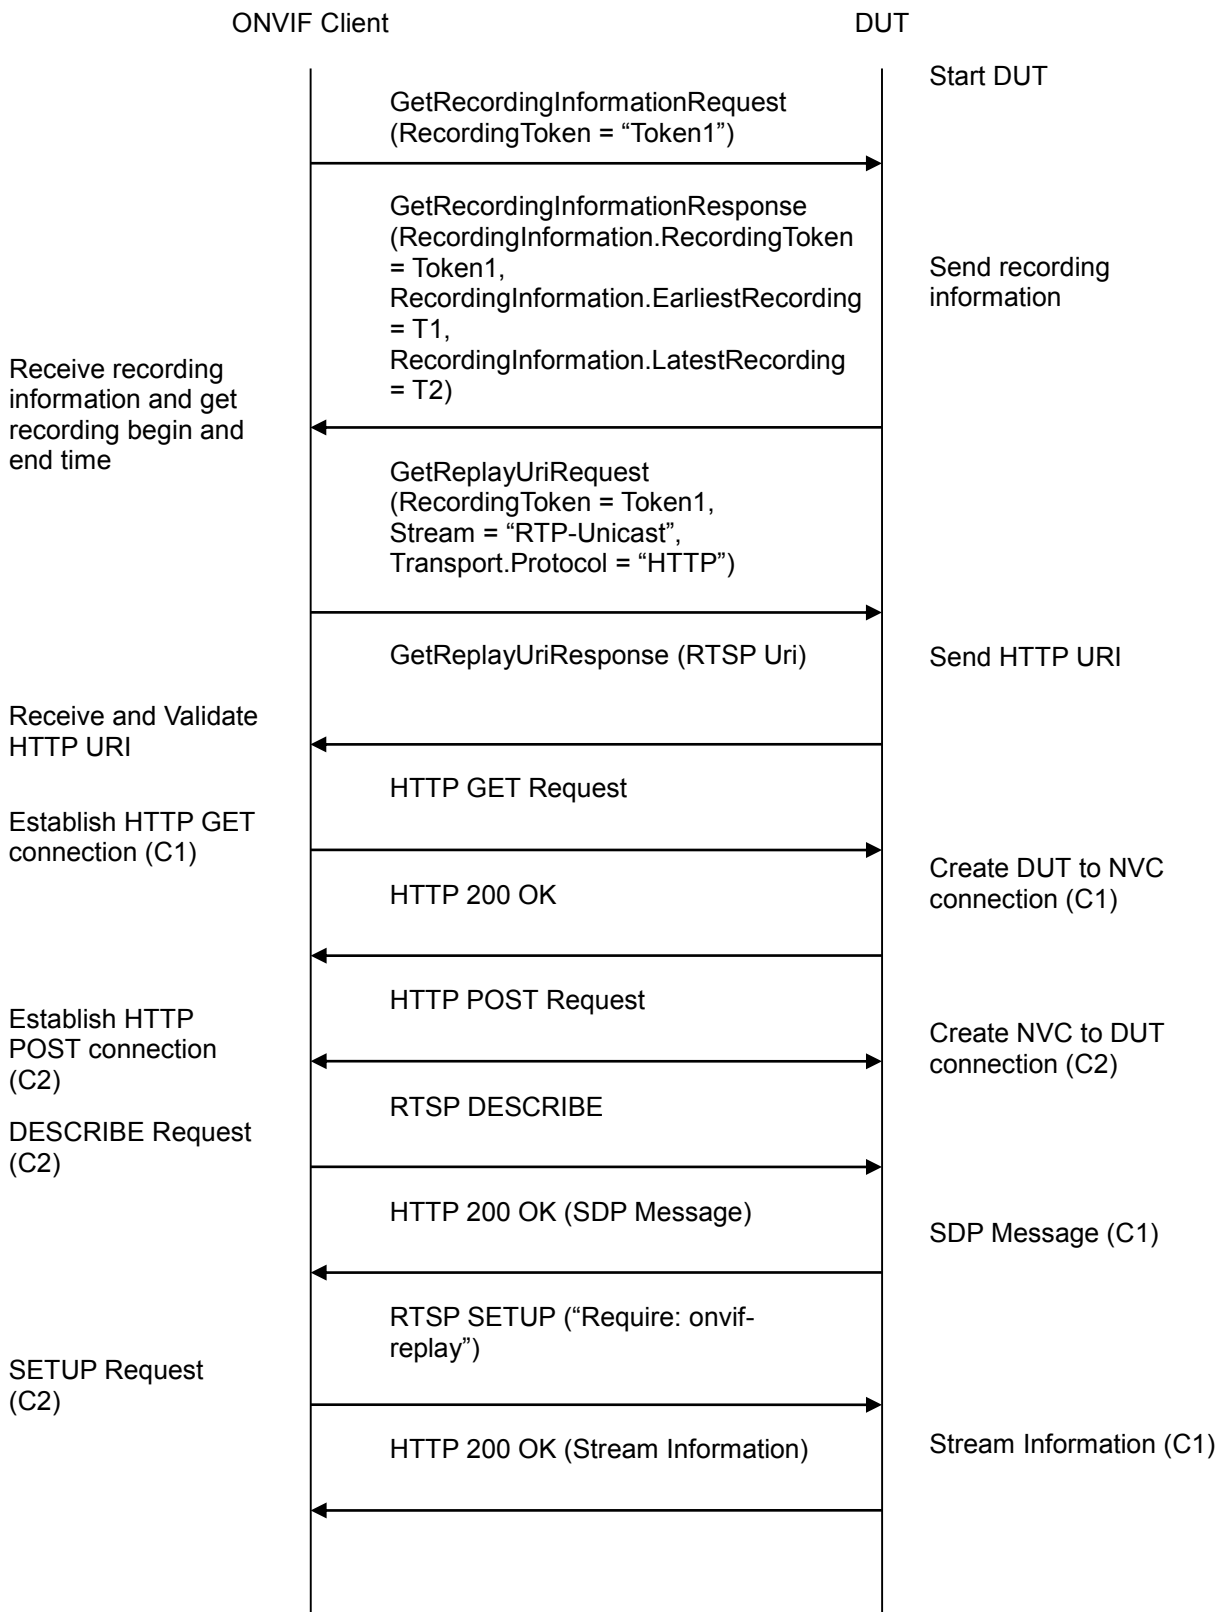 ONVIF Client
DUT
Start DUT
GetRecordingInformationRequest
(RecordingToken = “Token1”)
GetRecordingInformationResponse
(RecordingInformation.RecordingToken
= Token1,
RecordingInformation.EarliestRecording
= T1,
RecordingInformation.LatestRecording
= T2)
Send recording
information
Receive recording
information and get
recording begin and
end time
GetReplayUriRequest
(RecordingToken = Token1,
Stream = “RTP-Unicast”,
Transport.Protocol = “HTTP”)
GetReplayUriResponse (RTSP Uri)
Send HTTP URI
Receive and Validate
HTTP URI
HTTP GET Request
Establish HTTP GET
connection (C1)
HTTP 200 OK
Create DUT to NVC
connection (C1)
HTTP POST Request
Establish HTTP
POST connection
(C2)
Create NVC to DUT
connection (C2)
RTSP DESCRIBE
DESCRIBE Request
(C2)
HTTP 200 OK (SDP Message)
SDP Message (C1)
RTSP SETUP (“Require: onvif-
replay”)
SETUP Request
(C2)
HTTP 200 OK (Stream Information)
Stream Information (C1)